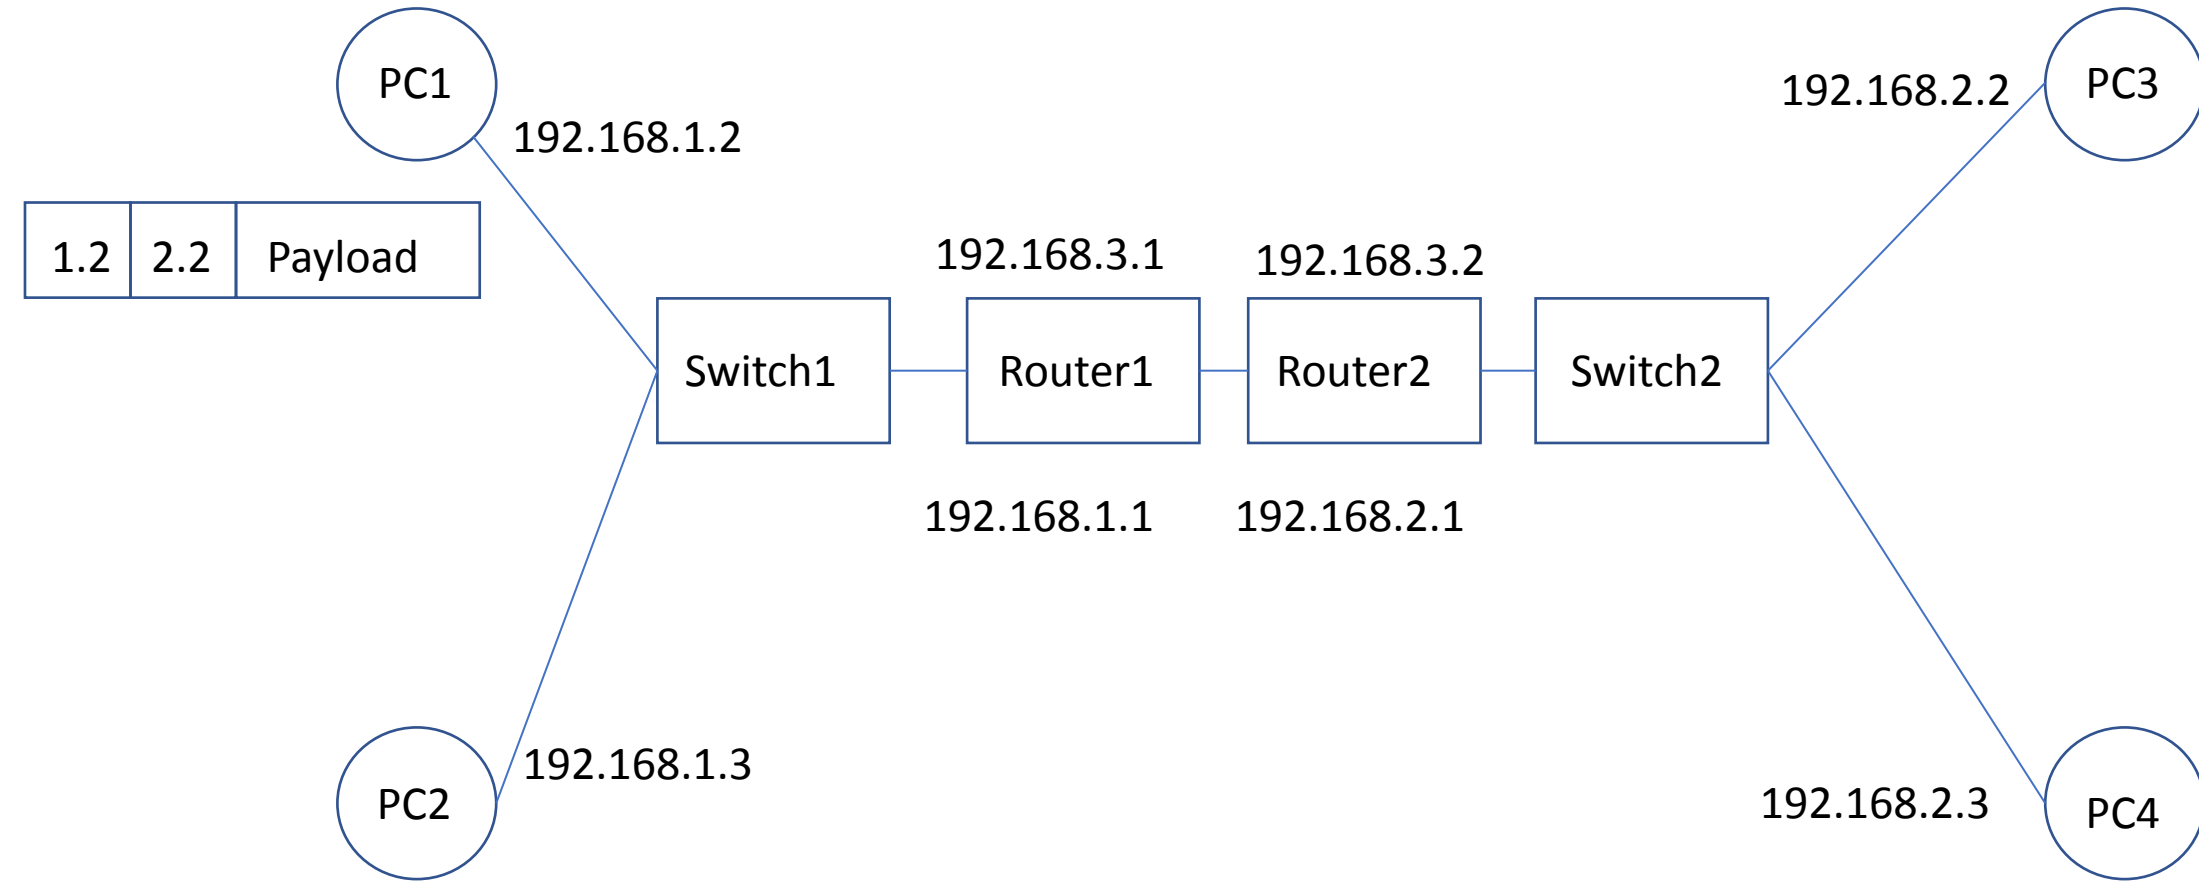 PC1
192.168.1.2
192.168.2.2
PC3
1.2 2.2 Payload
192.168.3.1
192.168.3.2
Switch1
Router1
Router2
Switch2
192.168.1.1
192.168.2.1
PC2
192.168.1.3
192.168.2.3
PC4